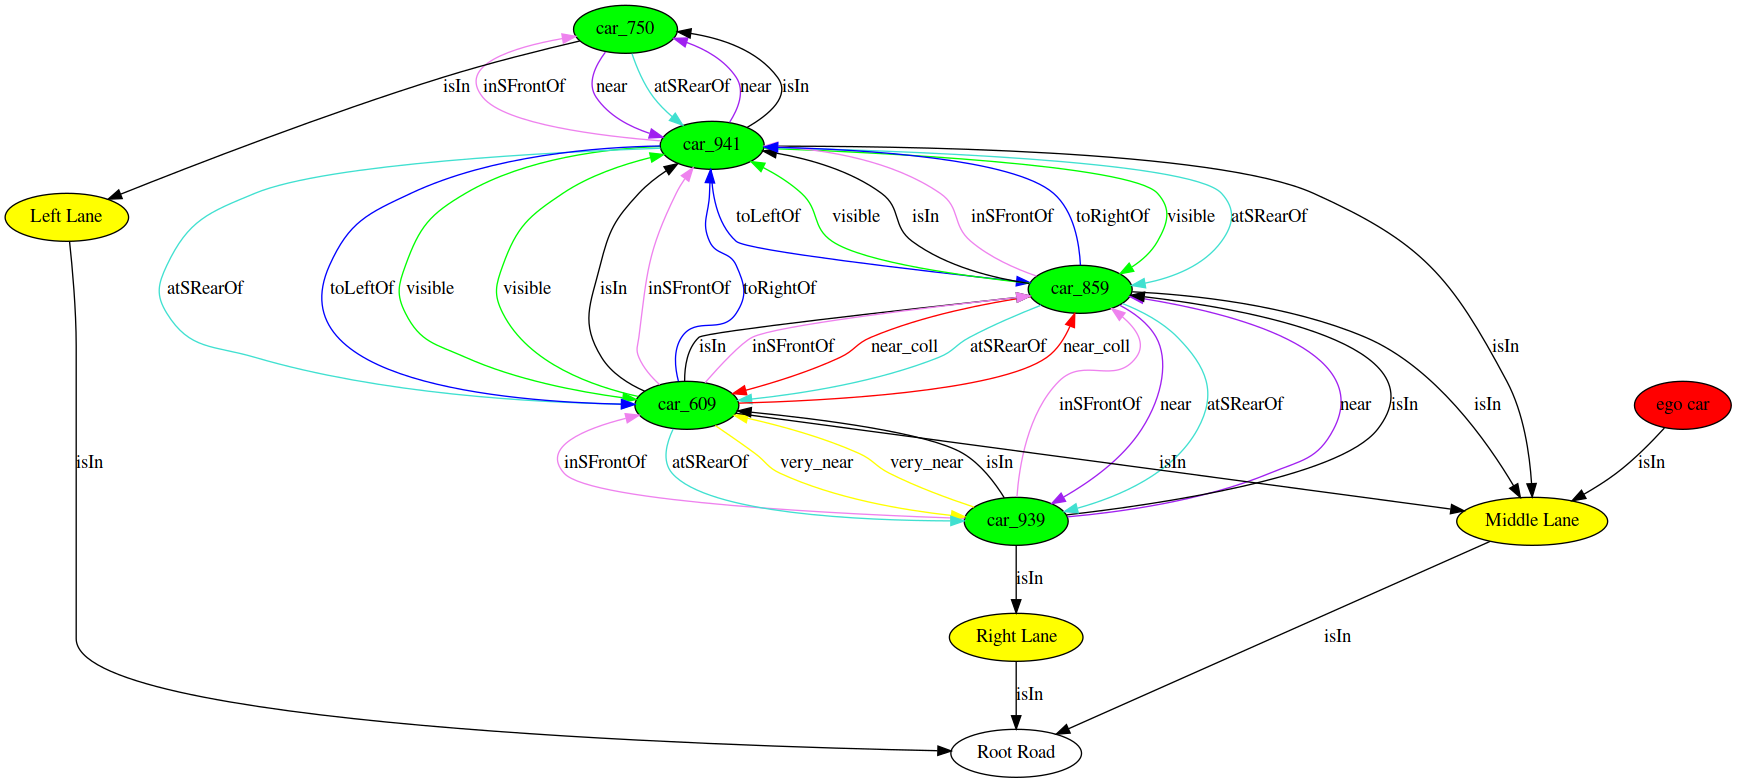 car_750
isIn inSFrontOf near atSRearOf near isIn
car_941
Left Lane toLeftOf visible isIn inSFrontOf toRightOf visible atSRearOf
atSRearOf toLeftOf visible visible isIn inSFrontOf toRightOf car_859
isIn inSFrontOf near_coll atSRearOf near_coll isIn
car_609 inSFrontOf near atSRearOf near isIn isIn ego car
isIn inSFrontOf atSRearOf very_near very_near isIn isIn isIn
car_939 Middle Lane
isIn
Right Lane isIn
isIn
Root Road